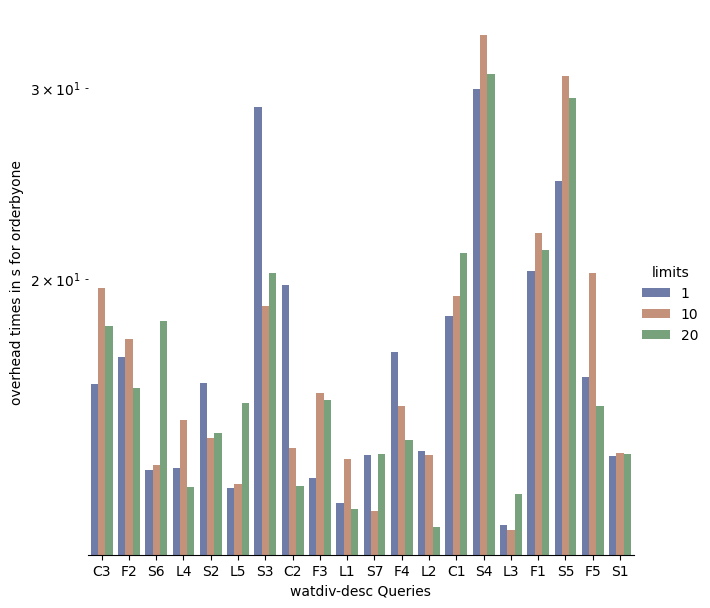 overhead times in s for orderbyone
3 × 10¹
2 × 10¹
C3 F2 S6 L4 S2 L5 S3 C2 F3 L1 S7 F4 L2 C1 S4 L3 F1 S5 F5 S1
watdiv-desc Queries
limits
1
10
20